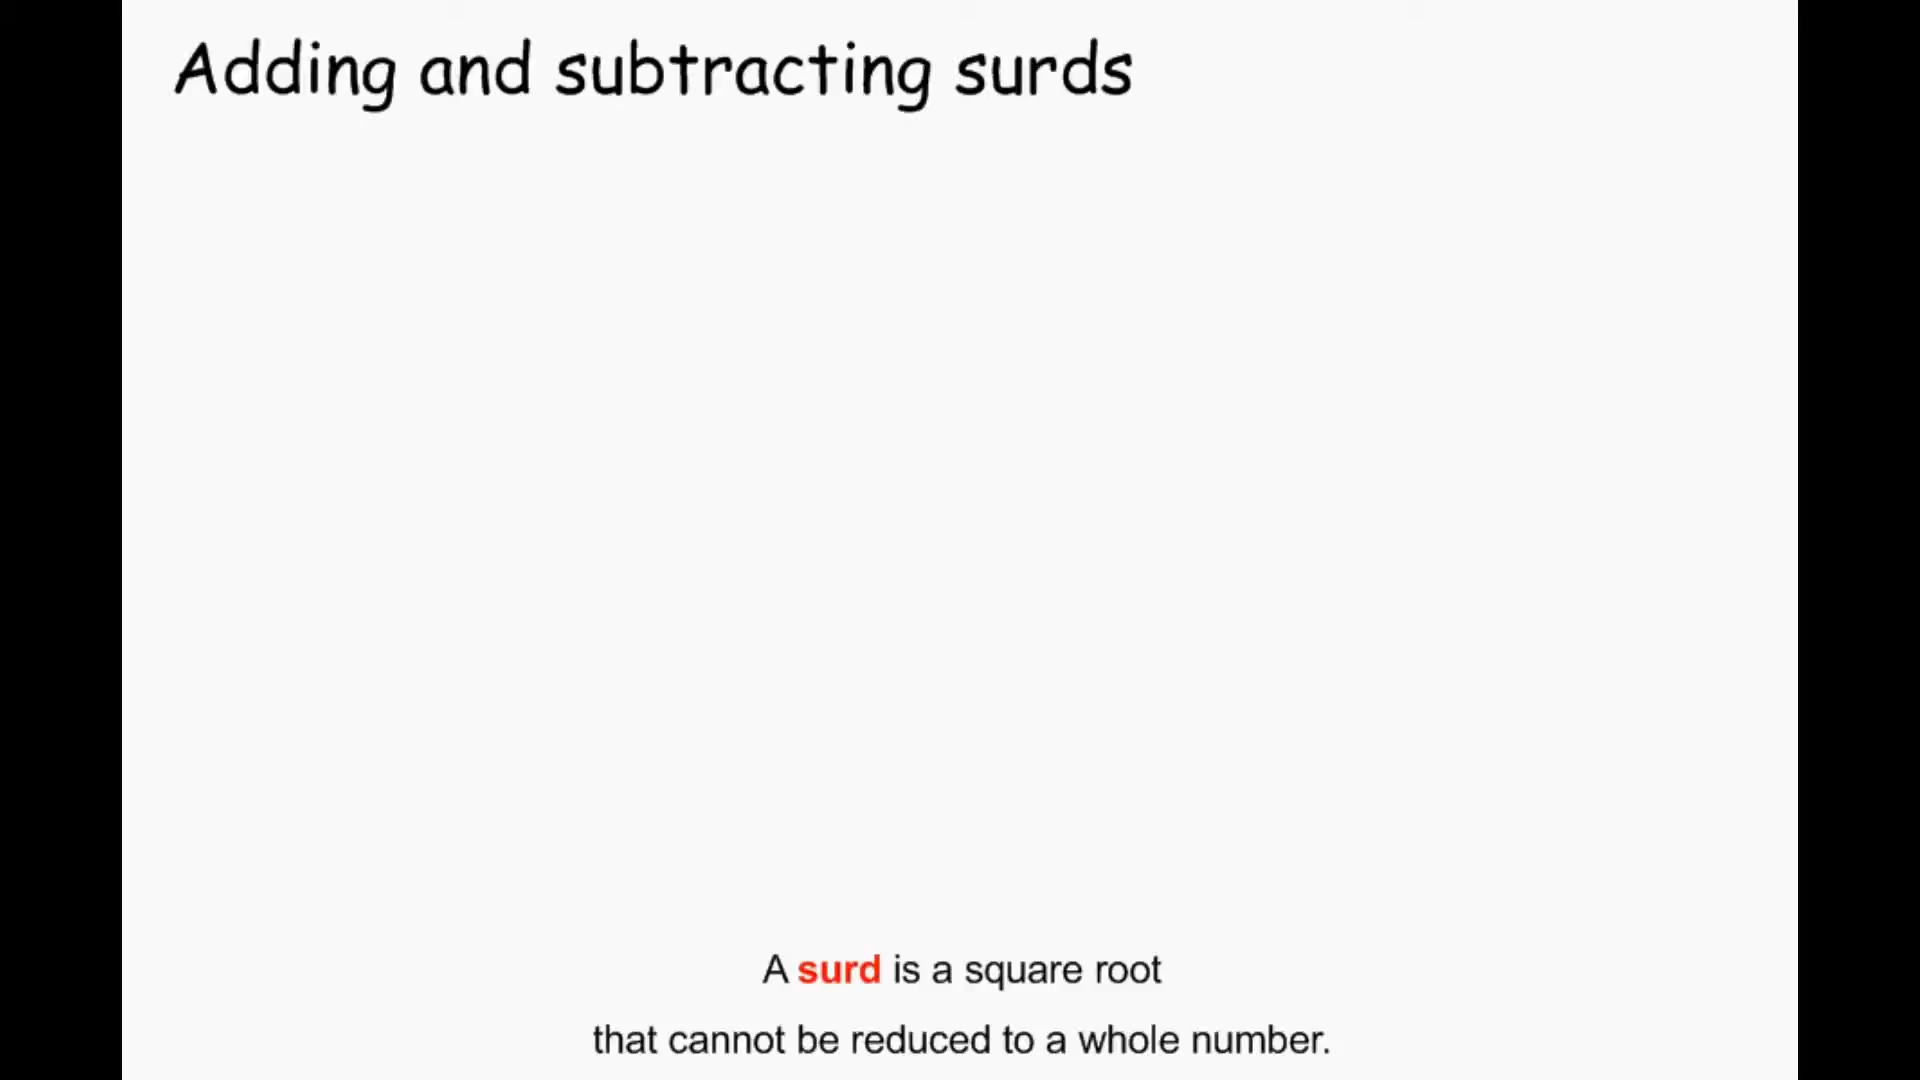 Adding and subtracting surds
A surd is a square root
that cannot be reduced to a whole number.